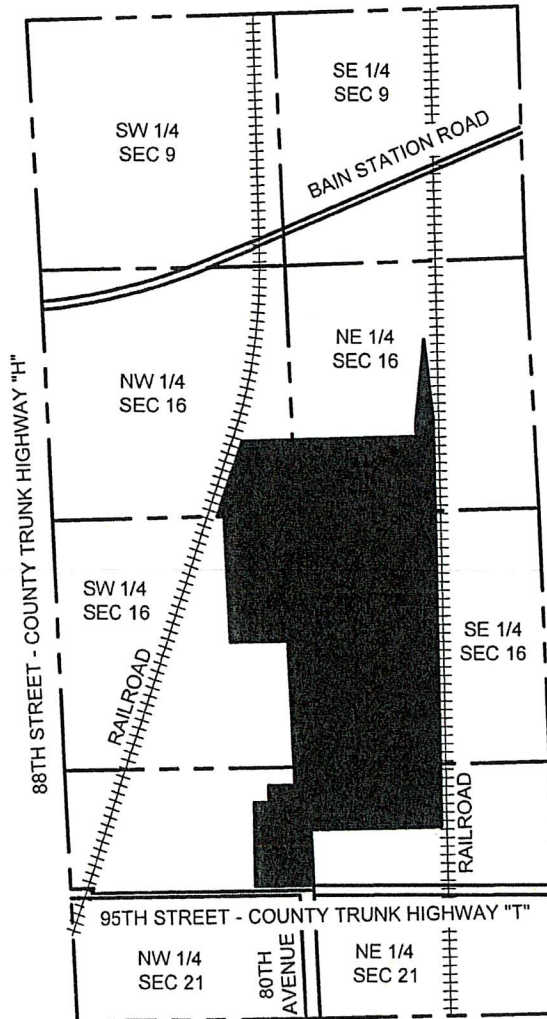 SE 1/4
SEC 9
SW 1/4
SEC 9
BAIN STATION ROAD
NE 1/4
SEC 16
NW 1/4
SEC 16
88TH STREET - COUNTY TRUNK HIGHWAY "H"
SW 1/4
SEC 16
SE 1/4
SEC 16
RAILROAD
RAILROAD
95TH STREET - COUNTY TRUNK HIGHWAY "T"
NW 1/4
SEC 21
80TH
AVENUE
NE 1/4
SEC 21